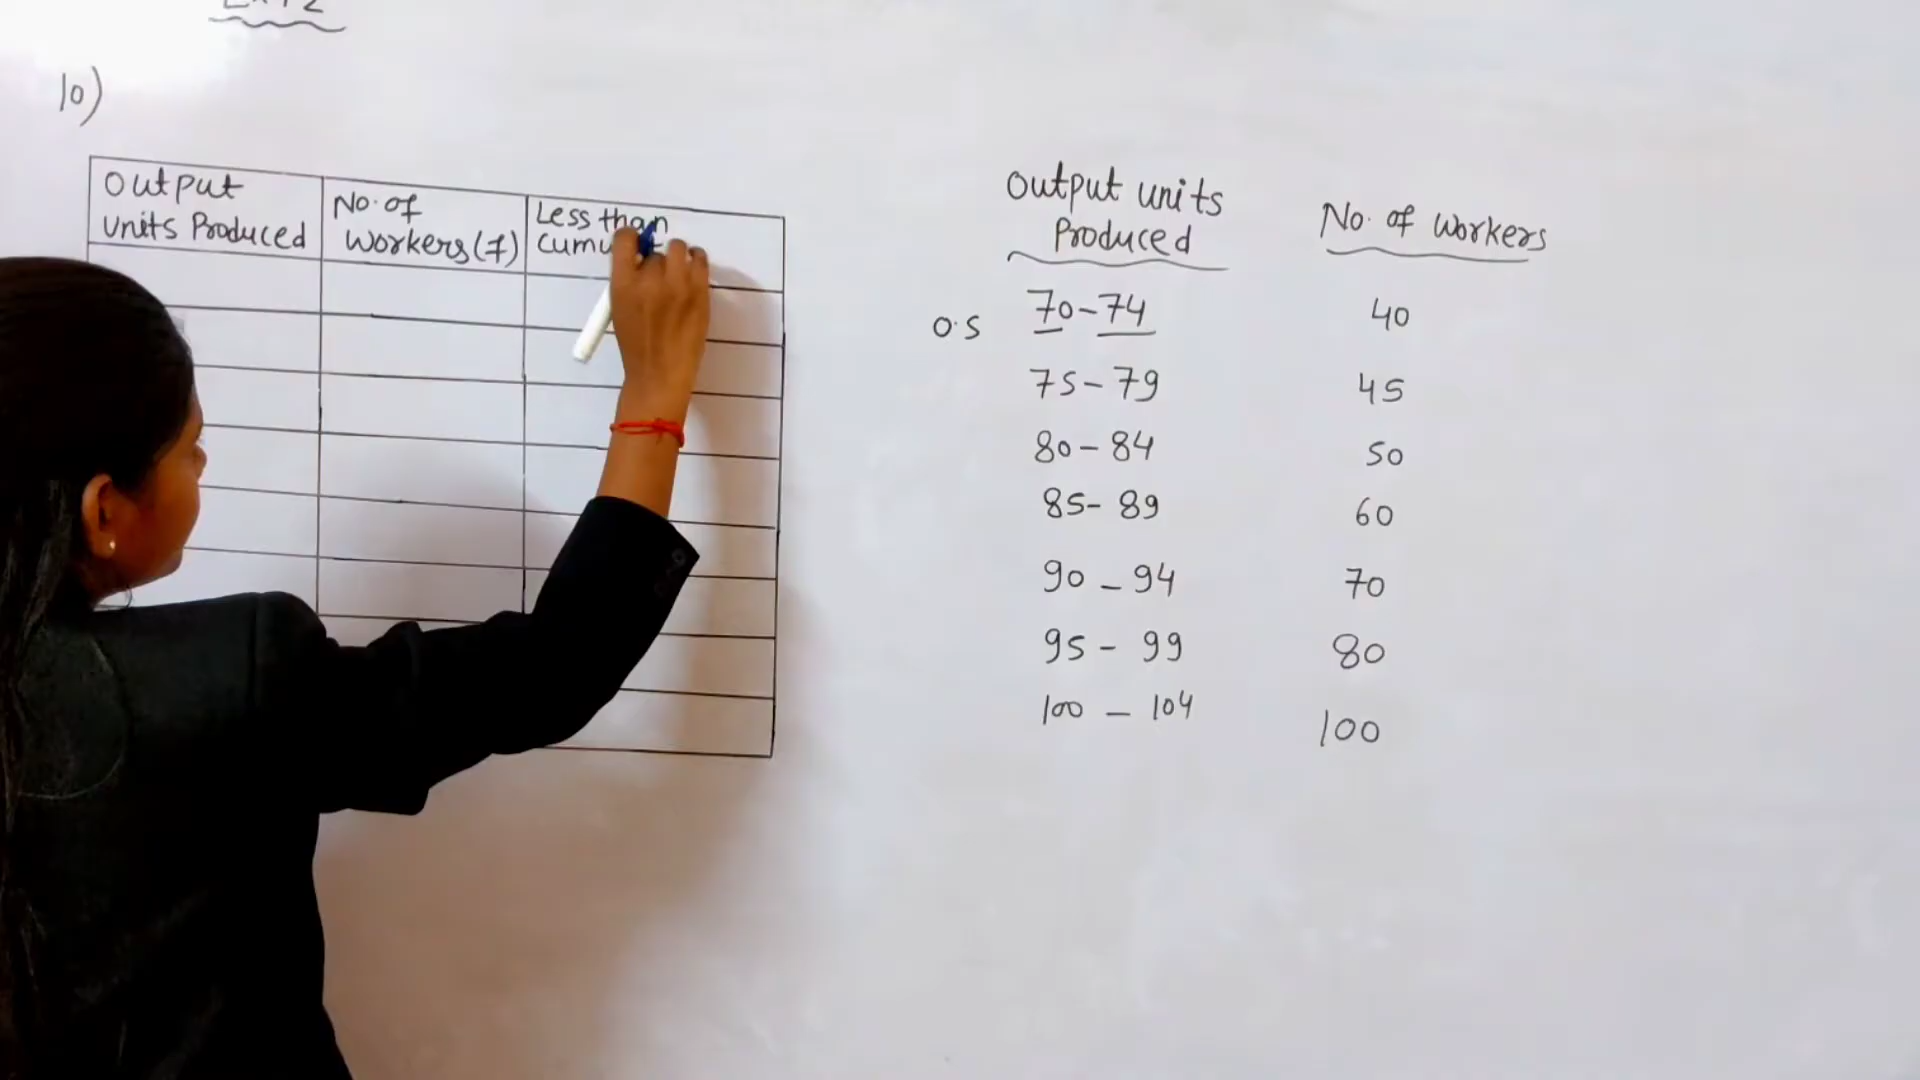 10)
Output
Units Produced
No. of
Workers (f)
Less than
Output units
Produced
No. of Workers
0.5
70-74 40
75-79 45
80-84 50
85-89 60
90-94 70
95-99 80
100-104 100